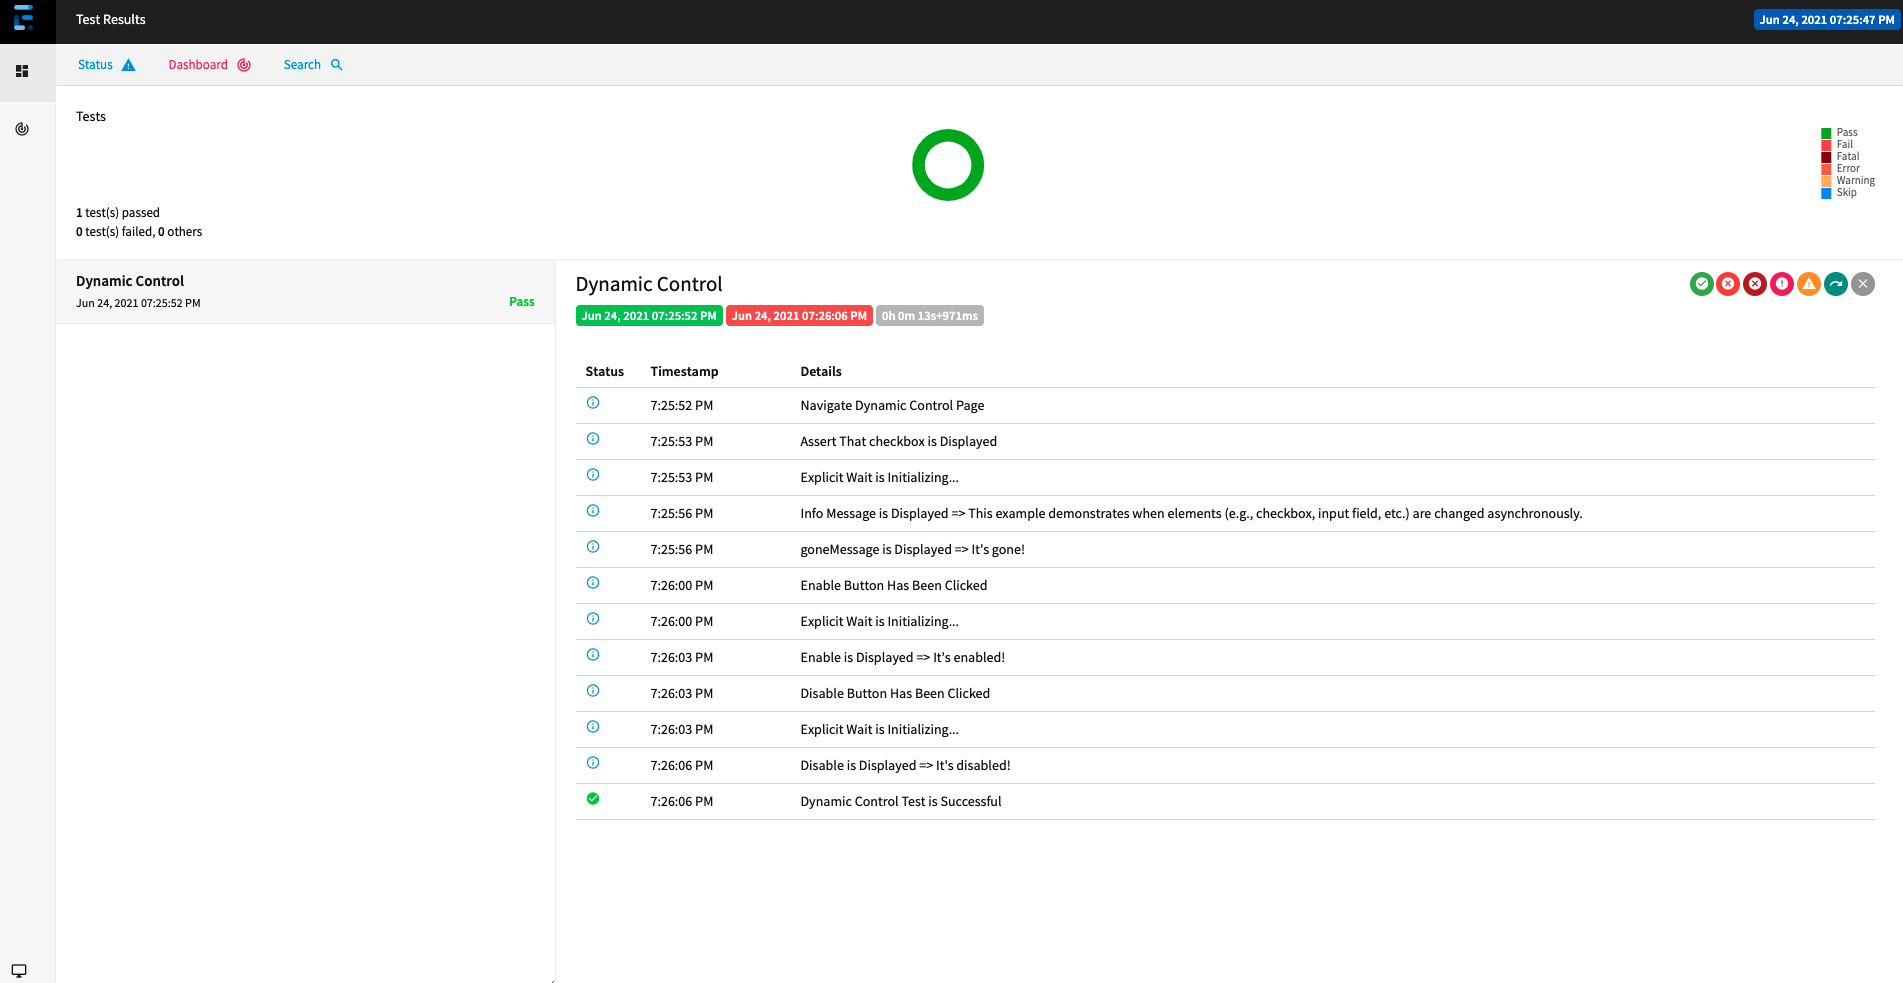 Test Results
Jun 24, 2021 07:25:47 PM
Status Dashboard Search
Tests
Pass
Fail
Fatal
Error
Warning
Skip
1 test(s) passed
0 test(s) failed, 0 others
Dynamic Control
Jun 24, 2021 07:25:52 PM
Pass
Dynamic Control
Jun 24, 2021 07:25:52 PM Jun 24, 2021 07:26:06 PM 0h 0m 13s+971ms
Status Timestamp Details
7:25:52 PM Navigate Dynamic Control Page
7:25:53 PM Assert That checkbox is Displayed
7:25:53 PM Explicit Wait is Initializing...
7:25:56 PM Info Message is Displayed => This example demonstrates when elements (e.g., checkbox, input field, etc.) are changed asynchronously.
7:25:56 PM goneMessage is Displayed => It's gone!
7:26:00 PM Enable Button Has Been Clicked
7:26:00 PM Explicit Wait is Initializing...
7:26:03 PM Enable is Displayed => It's enabled!
7:26:03 PM Disable Button Has Been Clicked
7:26:03 PM Explicit Wait is Initializing...
7:26:06 PM Disable is Displayed => It's disabled!
7:26:06 PM Dynamic Control Test is Successful